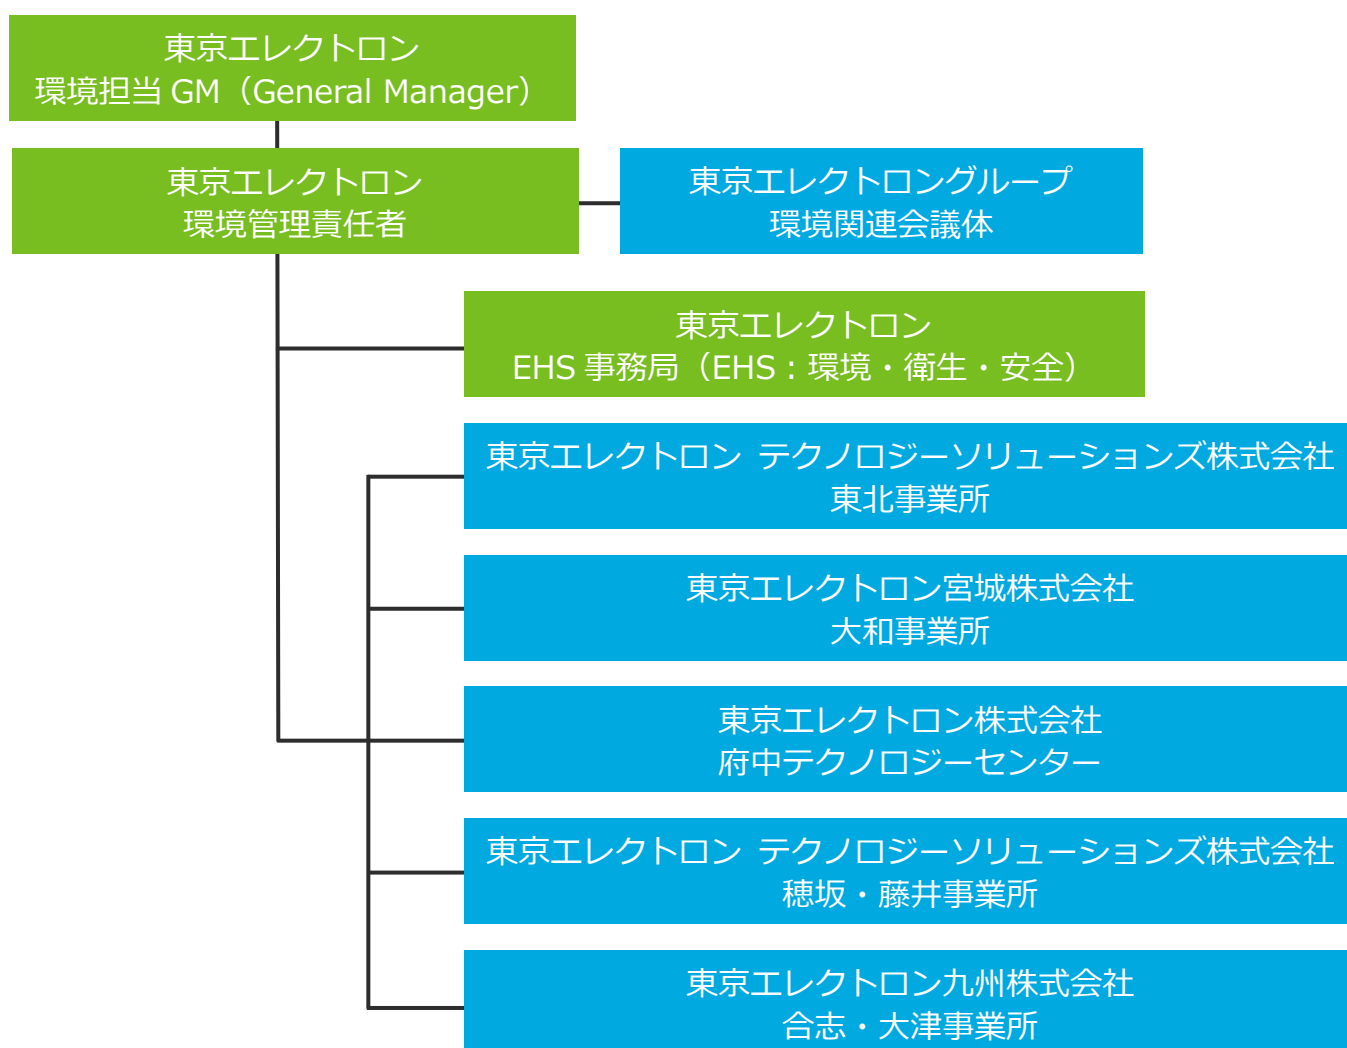 東京エレクトロン
環境担当 GM（General Manager）
東京エレクトロン
環境管理責任者
東京エレクトロングループ
環境関連会議体
東京エレクトロン
EHS 事務局（EHS：環境・衛生・安全）
東京エレクトロン テクノロジーソリューションズ株式会社
東北事業所
東京エレクトロン宮城株式会社
大和事業所
東京エレクトロン株式会社
府中テクノロジーセンター
東京エレクトロン テクノロジーソリューションズ株式会社
穂坂・藤井事業所
東京エレクトロン九州株式会社
合志・大津事業所